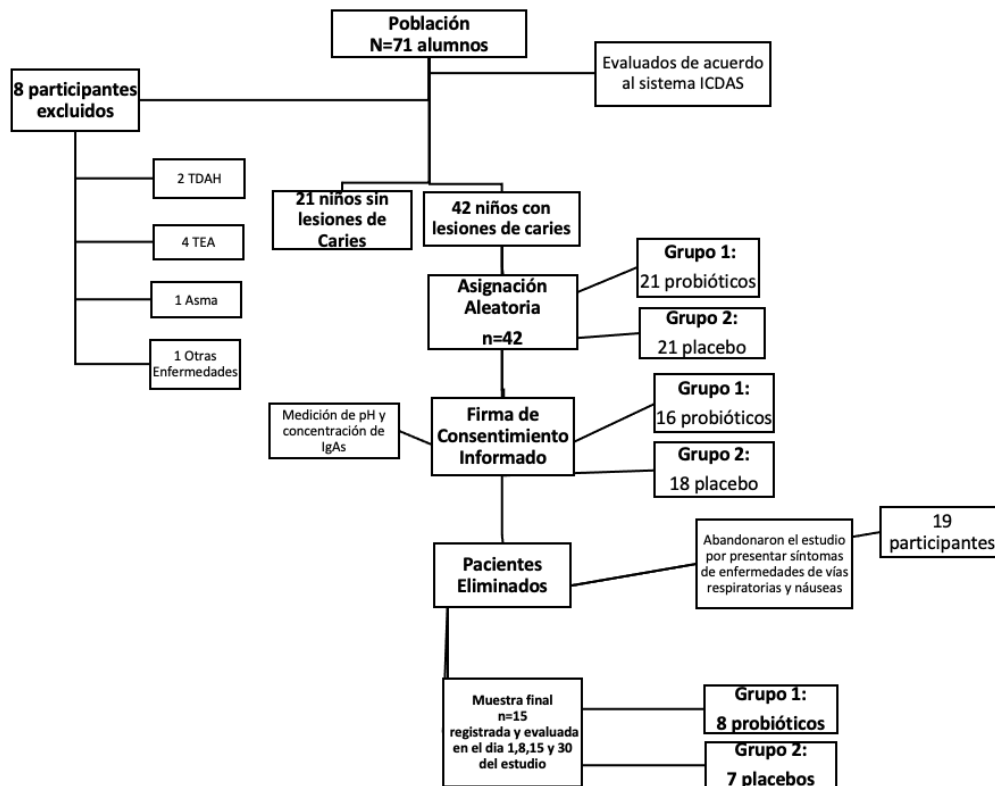 Población
N=71 alumnos
Evaluados de acuerdo
al sistema ICDAS
8 participantes
excluidos
2 TDAH
4 TEA
1 Asma
1 Otras
Enfermedades
21 niños sin
lesiones de
Caries
42 niños con
lesiones de caries
Asignación
Aleatoria
n=42
Grupo 1:
21 probióticos
Grupo 2:
21 placebo
Medición de pH y
concentración de
IgAs
Firma de
Consentimiento
Informado
Grupo 1:
16 probióticos
Grupo 2:
18 placebo
Pacientes
Eliminados
Abandonaron el estudio
por presentar síntomas
de enfermedades de vías
respiratorias y náuseas
19
participantes
Muestra final
n=15
registrada y evaluada
en el dia 1,8,15 y 30
del estudio
Grupo 1:
8 probióticos
Grupo 2:
7 placebos